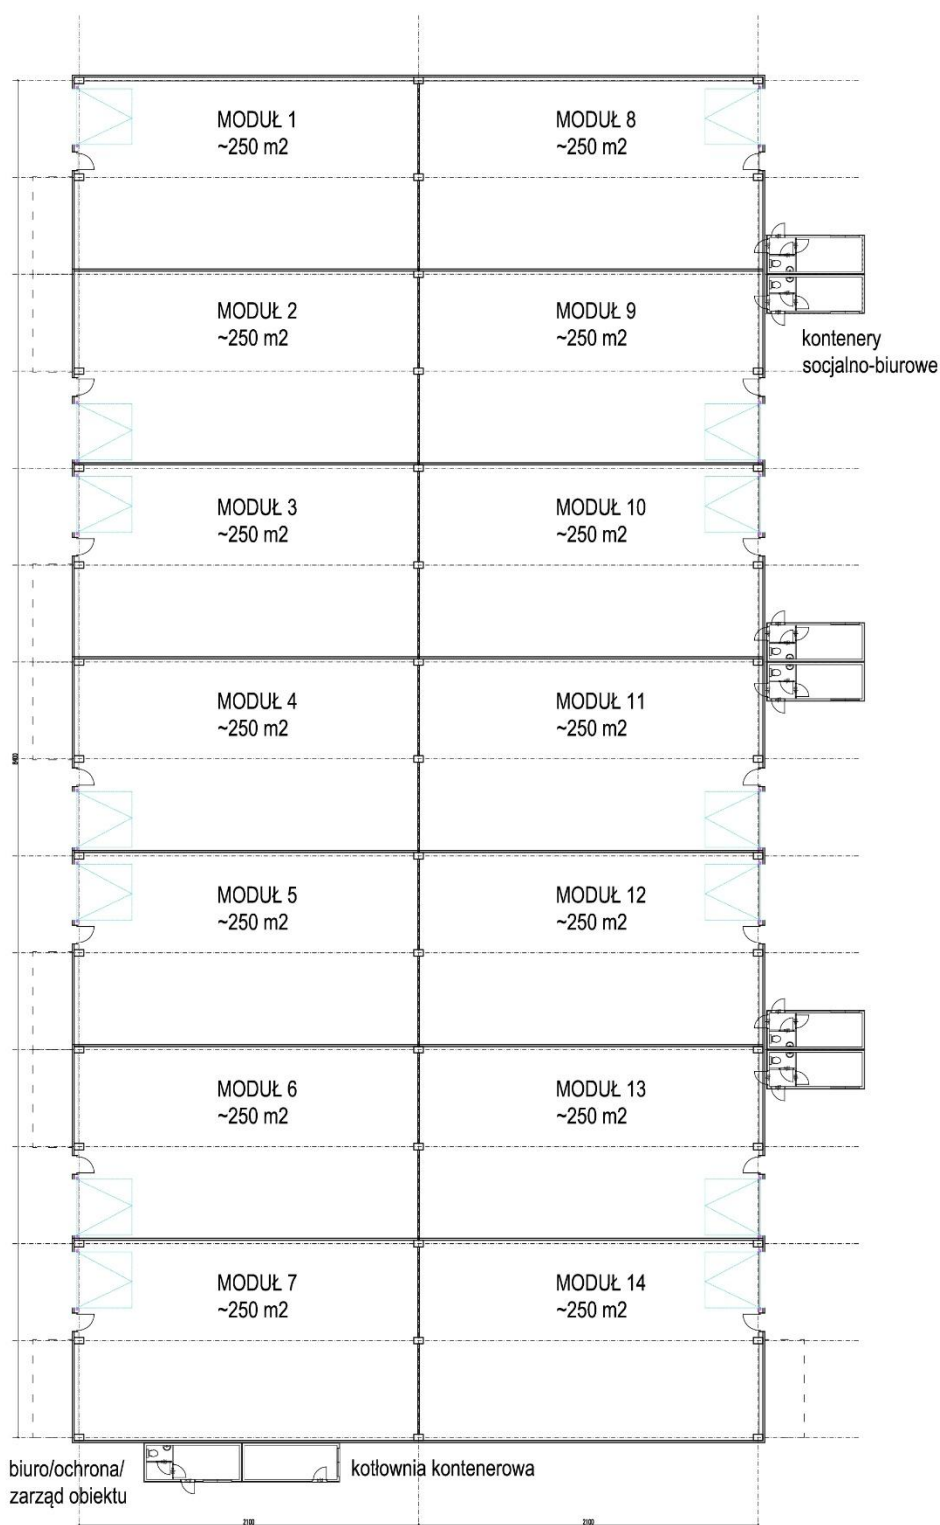 MODUŁ 1
~250 m2
MODUŁ 8
~250 m2
MODUŁ 2
~250 m2
MODUŁ 9
~250 m2
kontenery
socjalno-biurowe
MODUŁ 3
~250 m2
MODUŁ 10
~250 m2
MODUŁ 4
~250 m2
MODUŁ 11
~250 m2
8400
MODUŁ 5
~250 m2
MODUŁ 12
~250 m2
MODUŁ 6
~250 m2
MODUŁ 13
~250 m2
MODUŁ 7
~250 m2
MODUŁ 14
~250 m2
biuro/ochrona/
zarząd obiektu
kotłownia kontenerowa
2100
2100